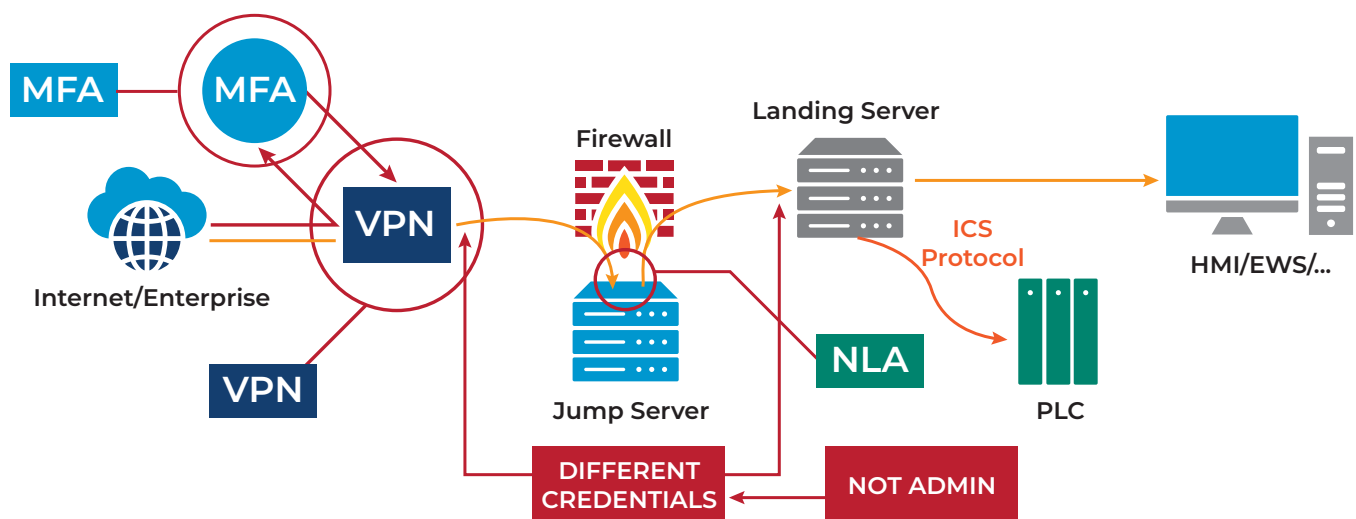 MFA
MFA
Landing Server
Firewall
VPN
ICS
Protocol
HMI/EWS/...
Internet/Enterprise
NLA
VPN
Jump Server
PLC
DIFFERENT
CREDENTIALS
NOT ADMIN